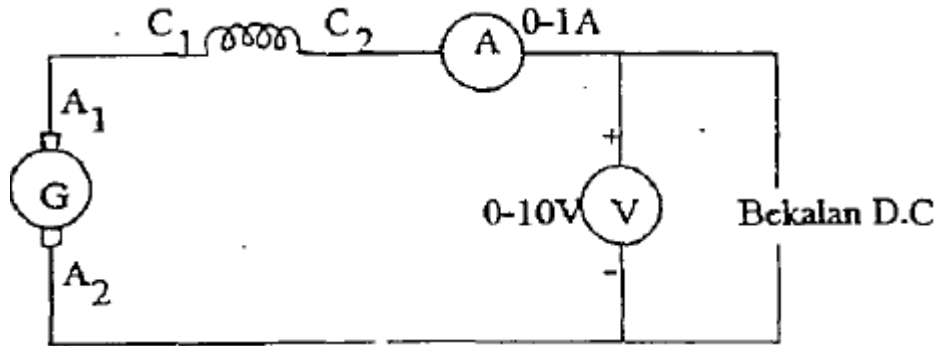 C₁ C₂ A 0-1A
A₁
+
G 0-10V V Bekalan D.C
-
A₂